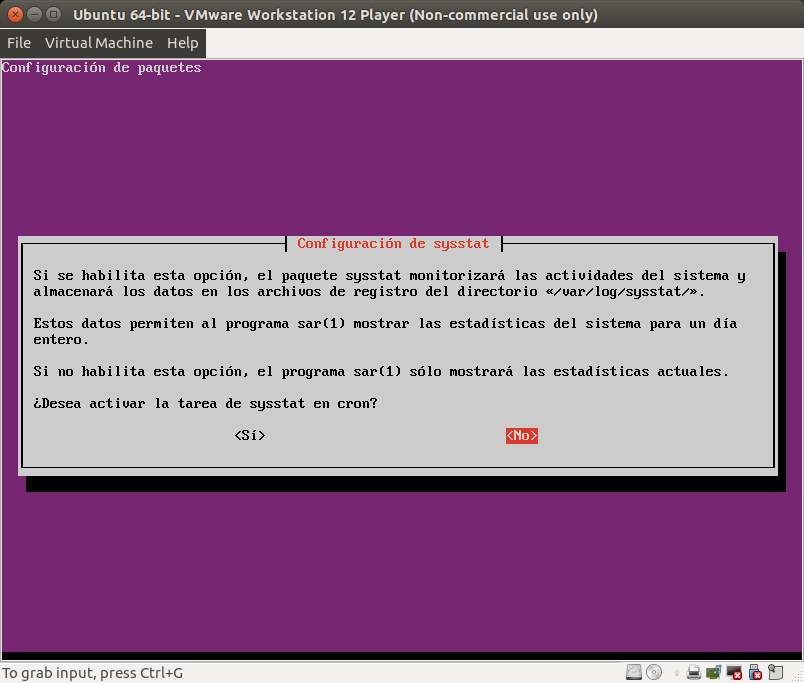 Ubuntu 64-bit - VMware Workstation 12 Player (Non-commercial use only)
File Virtual Machine Help
Configuración de paquetes
Configuración de sysstat
Si se habilita esta opción, el paquete sysstat monitorizará las actividades del sistema y
almacenará los datos en los archivos de registro del directorio «/var/log/sysstat/».
Estos datos permiten al programa sar(1) mostrar las estadísticas del sistema para un día
entero.
Si no habilita esta opción, el programa sar(1) sólo mostrará las estadísticas actuales.
¿Desea activar la tarea de sysstat en cron?
<Sí> <No>
To grab input, press Ctrl+G